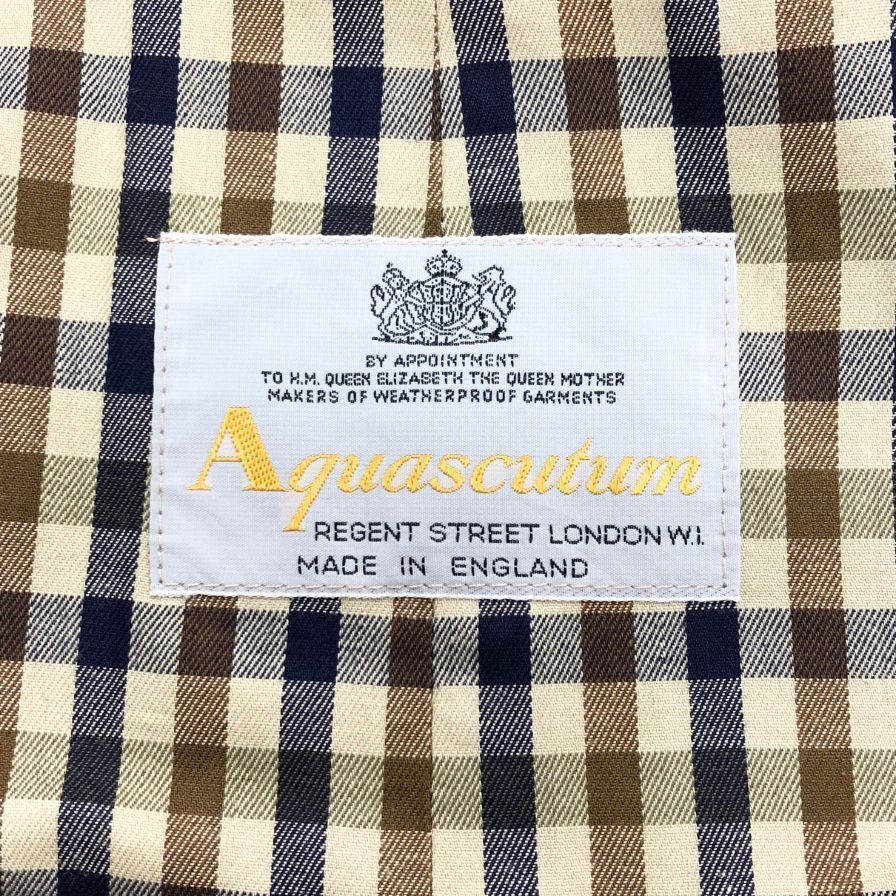 BY APPOINTMENT
TO H.M. QUEEN ELIZABETH THE QUEEN MOTHER
MAKERS OF WEATHERPROOF GARMENTS
Aquascutum
REGENT STREET LONDON W.I.
MADE IN ENGLAND